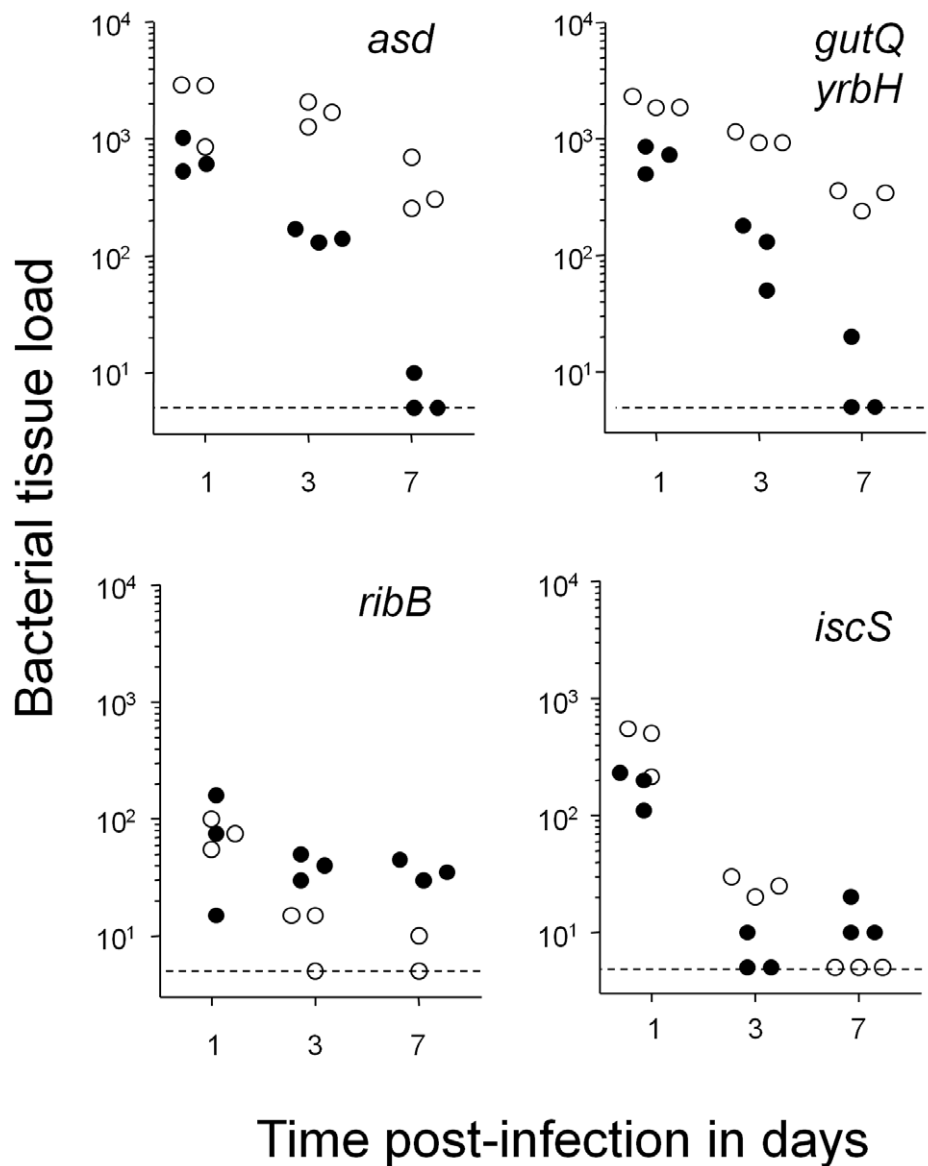 Bacterial tissue load
asd
10⁴
10³
10²
10¹
1 3 7
gutQ
yrbH
10⁴
10³
10²
10¹
1 3 7
ribB
10⁴
10³
10²
10¹
1 3 7
iscS
10⁴
10³
10²
10¹
1 3 7
Time post-infection in days